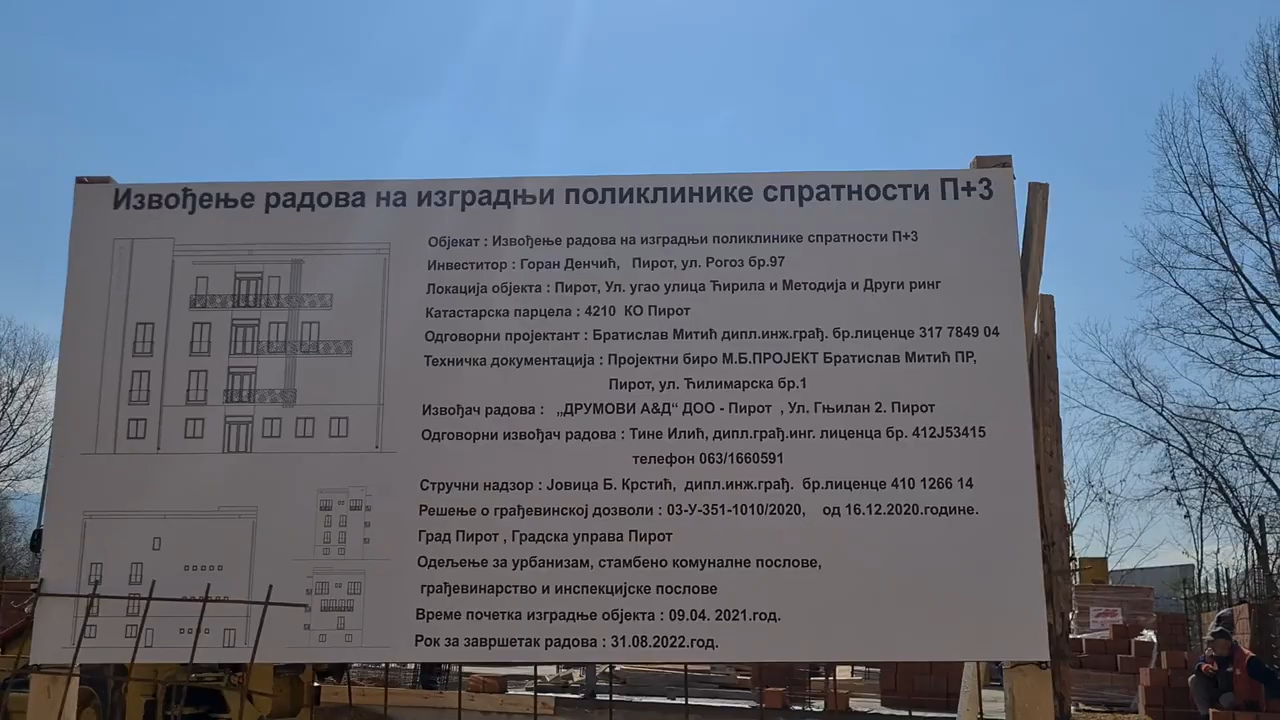 Извођење радова на изградњи поликлинике спратности П+3
Објекат : Извођење радова на изградњи поликлинике спратности П+3
Инвеститор : Горан Денчић, Пирот, ул. Рогоз бр.97
Локација објекта : Пирот, Ул. угао улица Ћирила и Методија и Други ринг
Катастарска парцела : 4210 КО Пирот
Одговорни пројектант : Братислав Митић дипл.инж.грађ. бр.лиценце 317 7849 04
Техничка документација : Пројектни биро М.Б.ПРОЈЕКТ Братислав Митић ПР,
Пирот, ул. Ћилимарска бр.1
Извођач радова : „ДРУМОВИ А&Д“ ДОО - Пирот , Ул. Гњилан 2. Пирот
Одговорни извођач радова : Тине Илић, дипл.грађ.инг. лиценца бр. 412Ј53415
телефон 063/1660591
Стручни надзор : Јовица Б. Крстић, дипл.инж.грађ. бр.лиценце 410 1266 14
Решење о грађевинској дозволи : 03-У-351-1010/2020, од 16.12.2020.године.
Град Пирот , Градска управа Пирот
Одељење за урбанизам, стамбено комуналне послове,
грађевинарство и инспекцијске послове
Време почетка изградње објекта : 09.04. 2021.год.
Рок за завршетак радова : 31.08.2022.год.